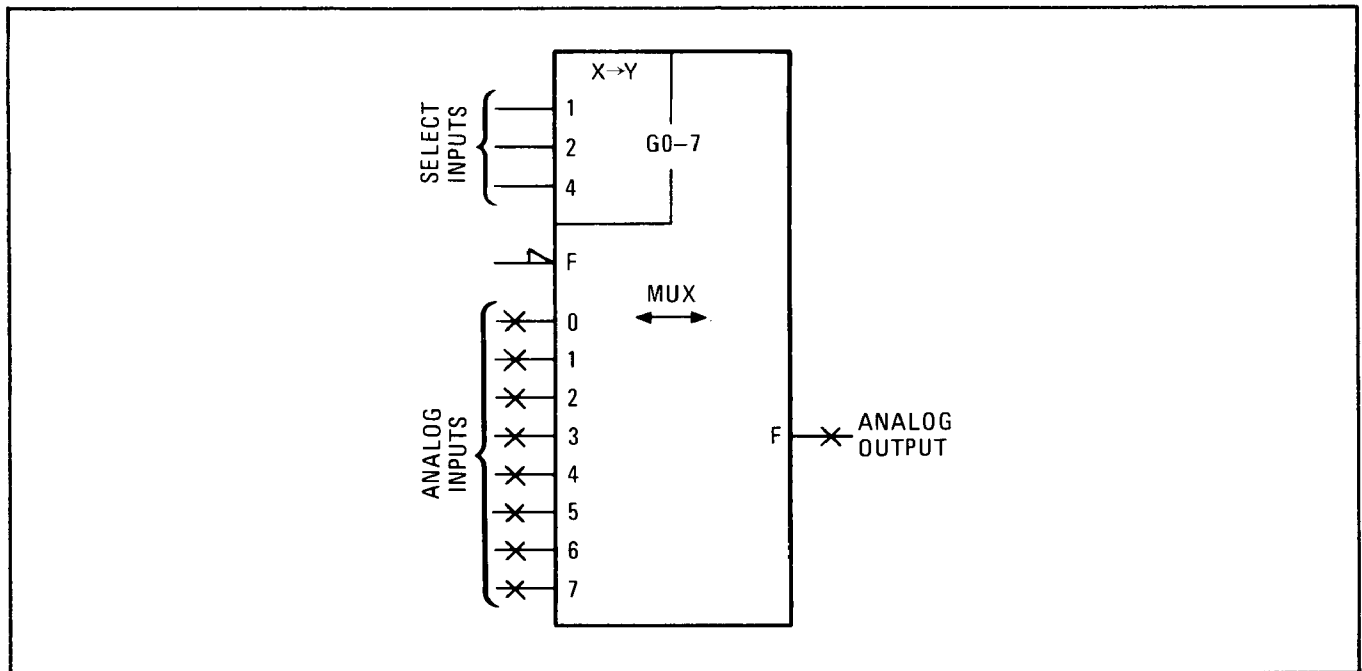 X→Y
SELECT
INPUTS
1
2
4
G0–7
F
MUX
ANALOG
INPUTS
0
1
2
3
4
5
6
7
F
ANALOG
OUTPUT